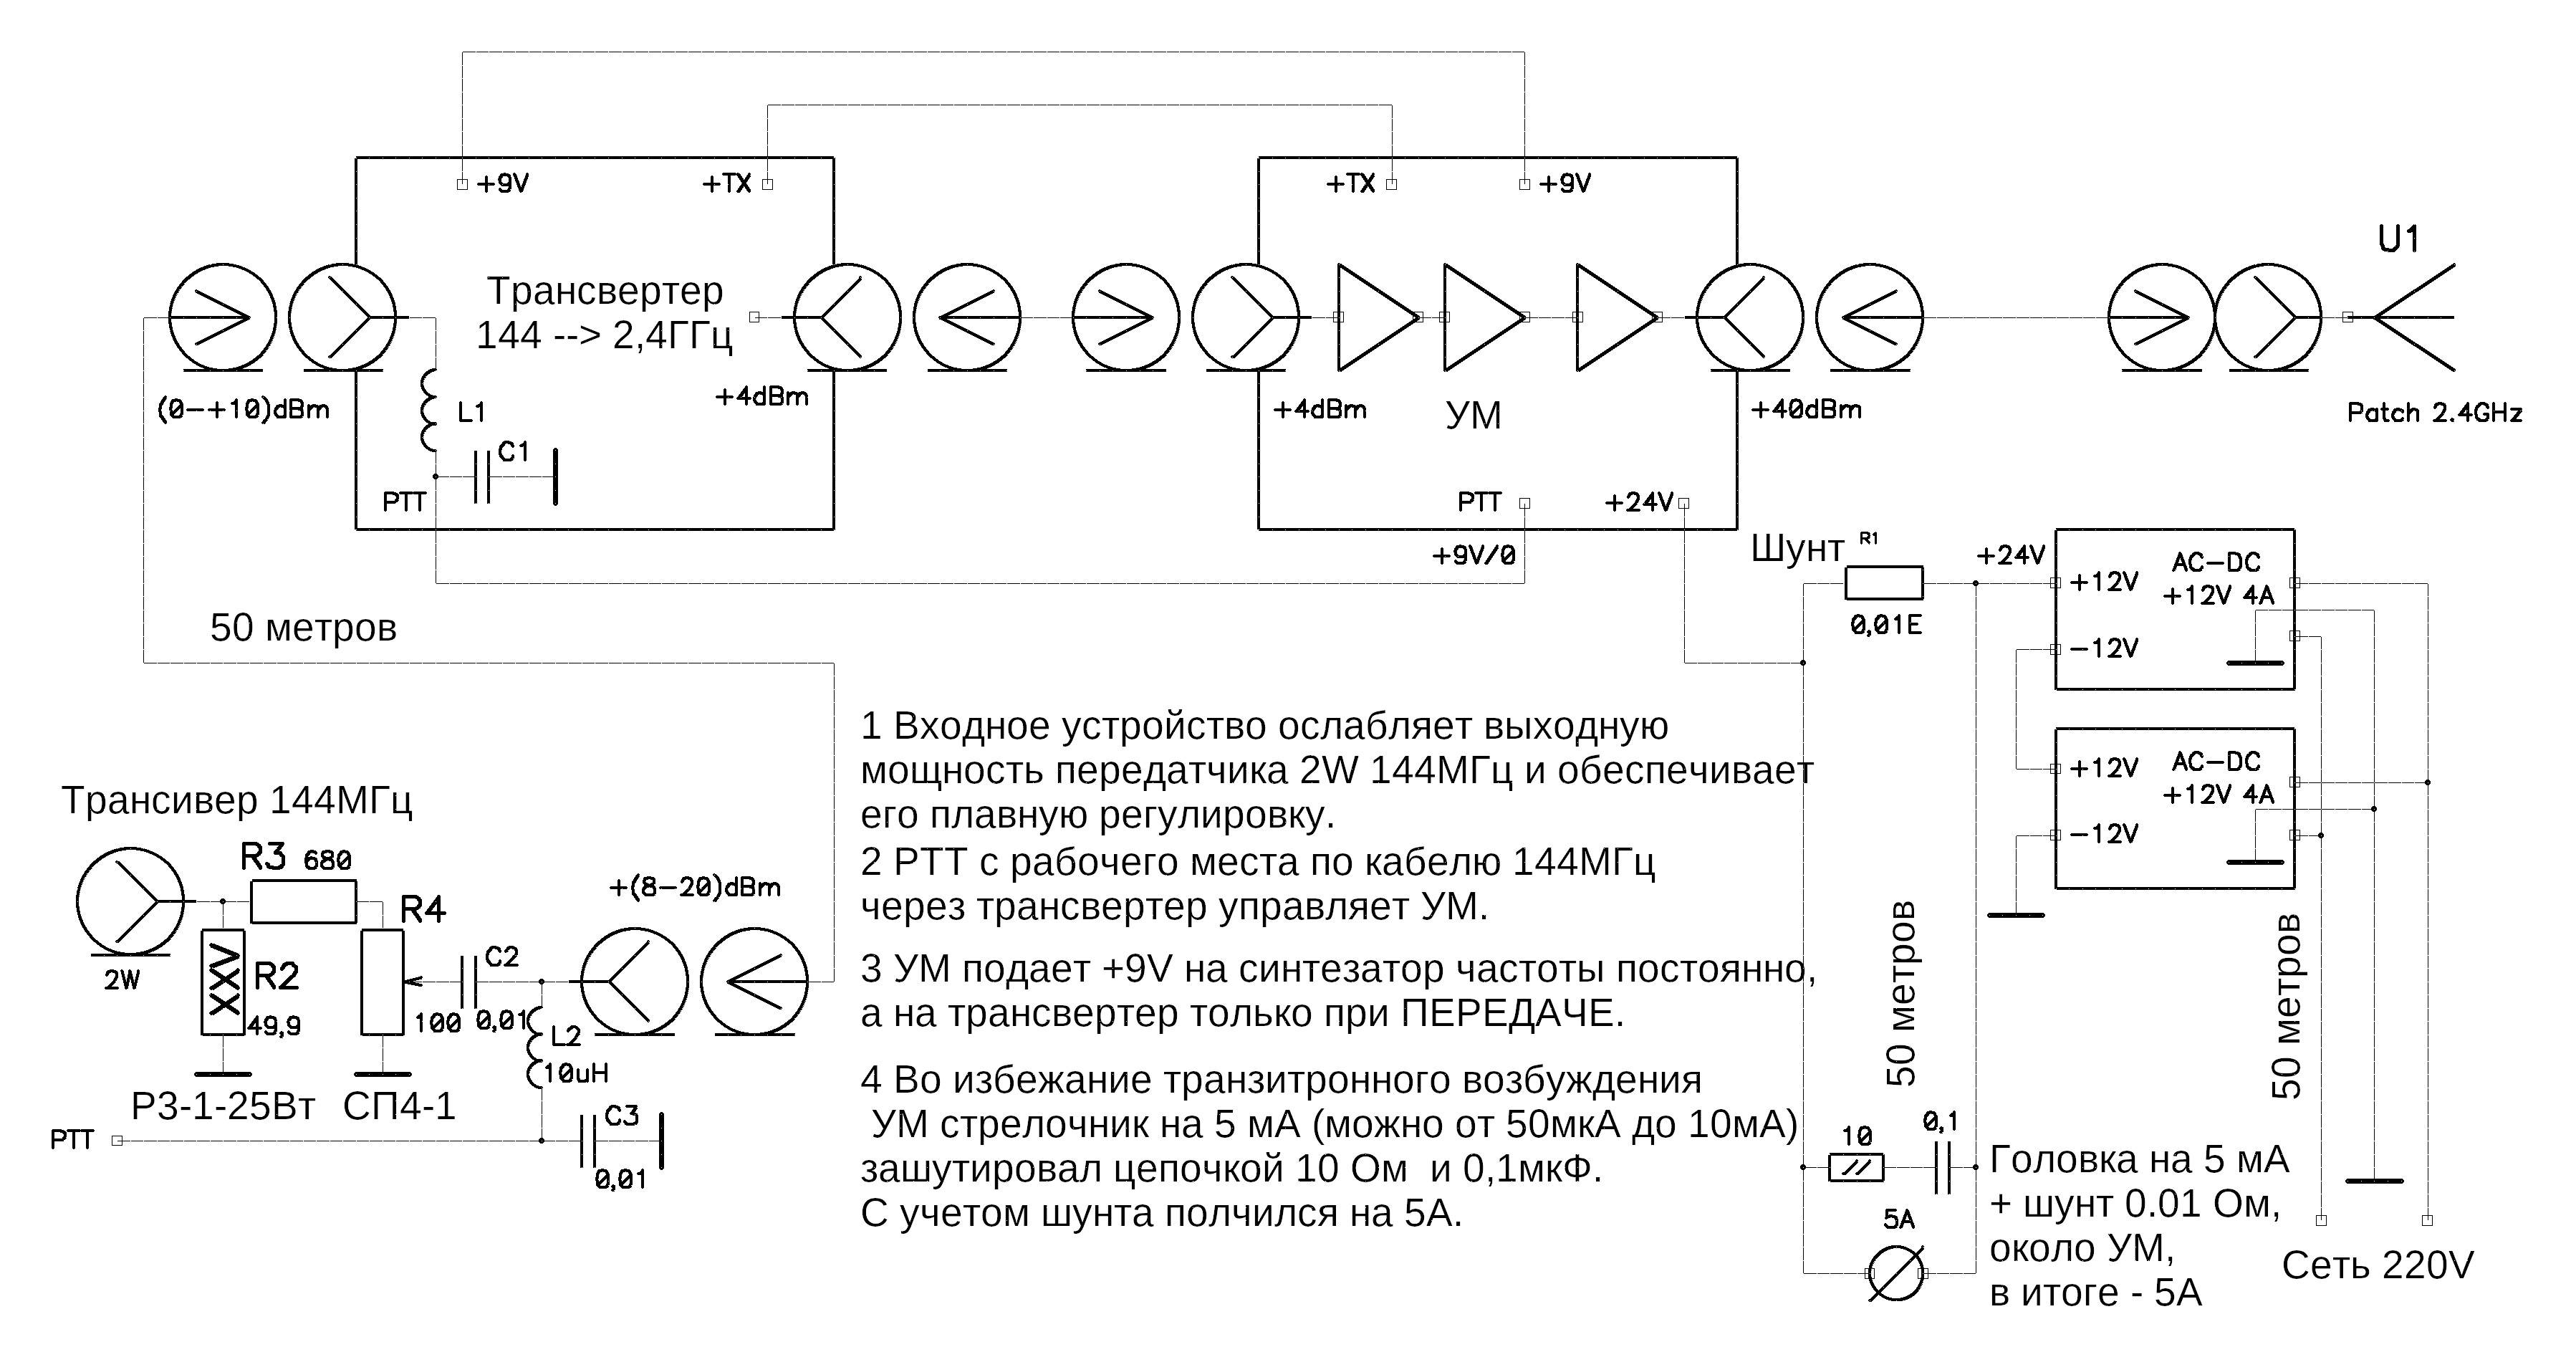 +9V
+TX
+TX
+9V
U1
Трансвертер
144 --> 2,4ГГц
(0-+10)dBm
L1
+4dBm
+4dBm
УМ
+40dBm
Patch 2.4GHz
C1
PTT
PTT
+24V
+9V/0
Шунт
R1
0,01E
+24V
+12V
AC-DC
+12V 4A
-12V
50 метров
+12V
AC-DC
+12V 4A
-12V
1 Входное устройство ослабляет выходную
мощность передатчика 2W 144МГц и обеспечивает
его плавную регулировку.
2 РТТ с рабочего места по кабелю 144МГц
через трансвертер управляет УМ.
3 УМ подает +9V на синтезатор частоты постоянно,
а на трансвертер только при ПЕРЕДАЧЕ.
4 Во избежание транзитронного возбуждения
УМ стрелочник на 5 мА (можно от 50мкА до 10мА)
зашутировал цепочкой 10 Ом  и 0,1мкФ.
С учетом шунта полчился на 5А.
Трансивер 144МГц
R3 680
R4
+(8-20)dBm
2W
R2
49,9
C2
100
0,01
L2
10uH
Р3-1-25Вт
СП4-1
PTT
C3
0,01
50 метров
50 метров
10
0,1
5A
Головка на 5 мА
+ шунт 0.01 Ом,
около УМ,
в итоге - 5А
Сеть 220V